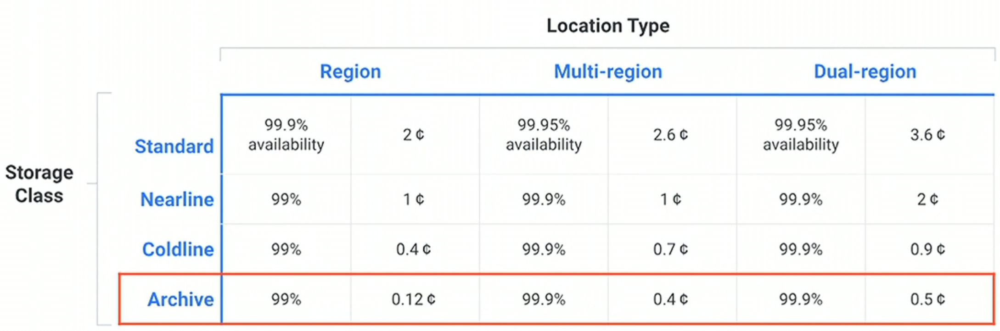 Location Type
Region Multi-region Dual-region
Storage
Class
Standard 99.9%
availability 2 ¢ 99.95%
availability 2.6 ¢ 99.95%
availability 3.6 ¢
Nearline 99% 1 ¢ 99.9% 1 ¢ 99.9% 2 ¢
Coldline 99% 0.4 ¢ 99.9% 0.7 ¢ 99.9% 0.9 ¢
Archive 99% 0.12 ¢ 99.9% 0.4 ¢ 99.9% 0.5 ¢